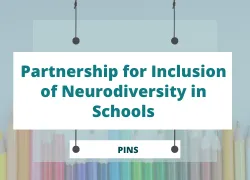 Partnership for Inclusion
of Neurodiversity in
Schools
PINS